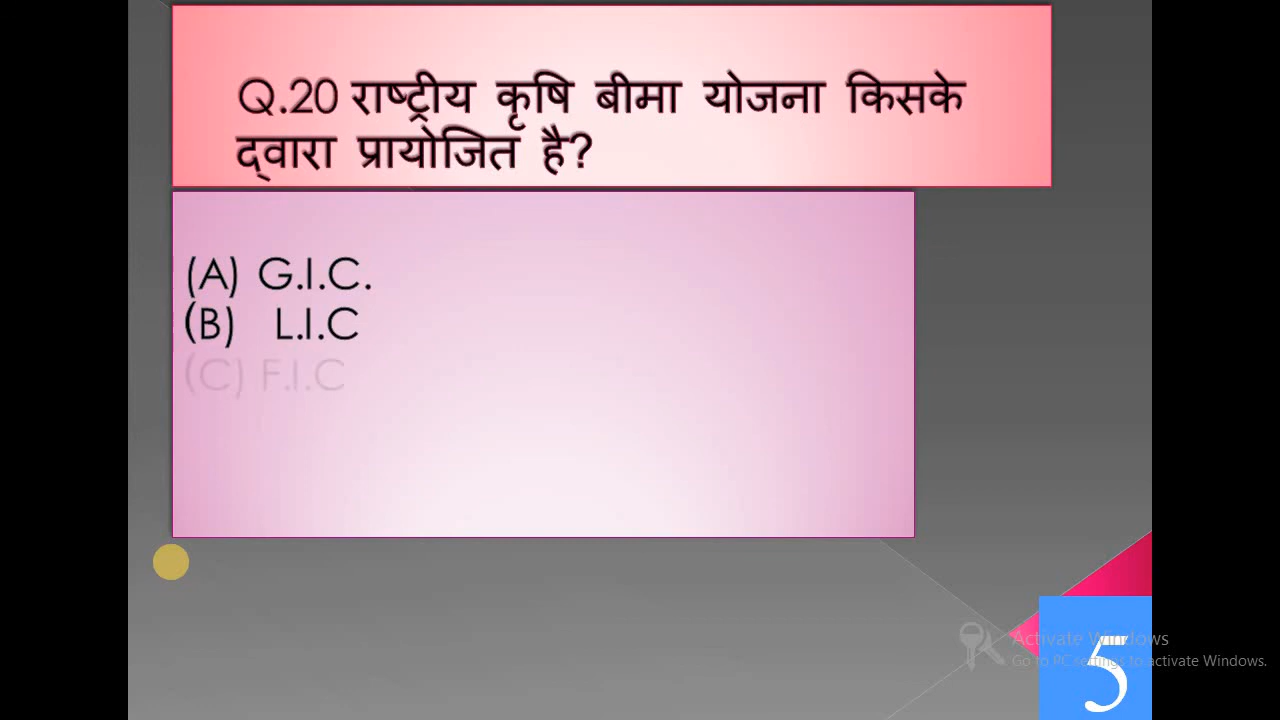 Q.20 राष्ट्रीय कृषि बीमा योजना किसके
द्वारा प्रायोजित है?
(A) G.I.C.
(B) L.I.C
(C) F.I.C
Activate Windows
Go to PC settings to activate Windows.
5